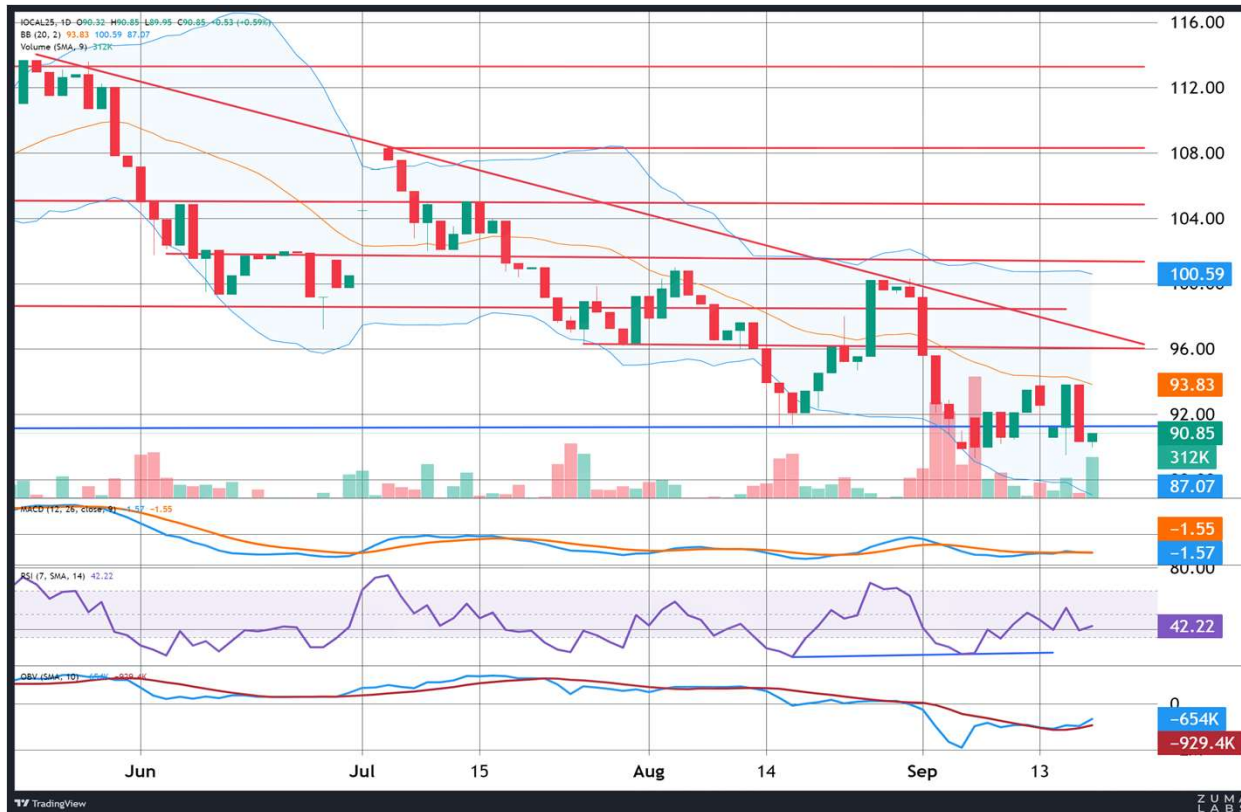 IOCAL25, 1D O90.32 H90.85 L89.95 C90.85 +0.53 (+0.59%)
BB (20, 2) 93.83 100.59 87.07
Volume (SMA, 9) 312K
116.00
112.00
108.00
104.00
100.59
96.00
93.83
92.00
90.85
312K
87.07
MACD (12, 26, close, 9) -1.57 -1.55
-1.55
-1.57
80.00
RSI (7, SMA, 14) 42.22
42.22
OBV (SMA, 10) -654K -929.4K
0
-654K
-929.4K
Jun Jul 15 Aug 14 Sep 13
TradingView